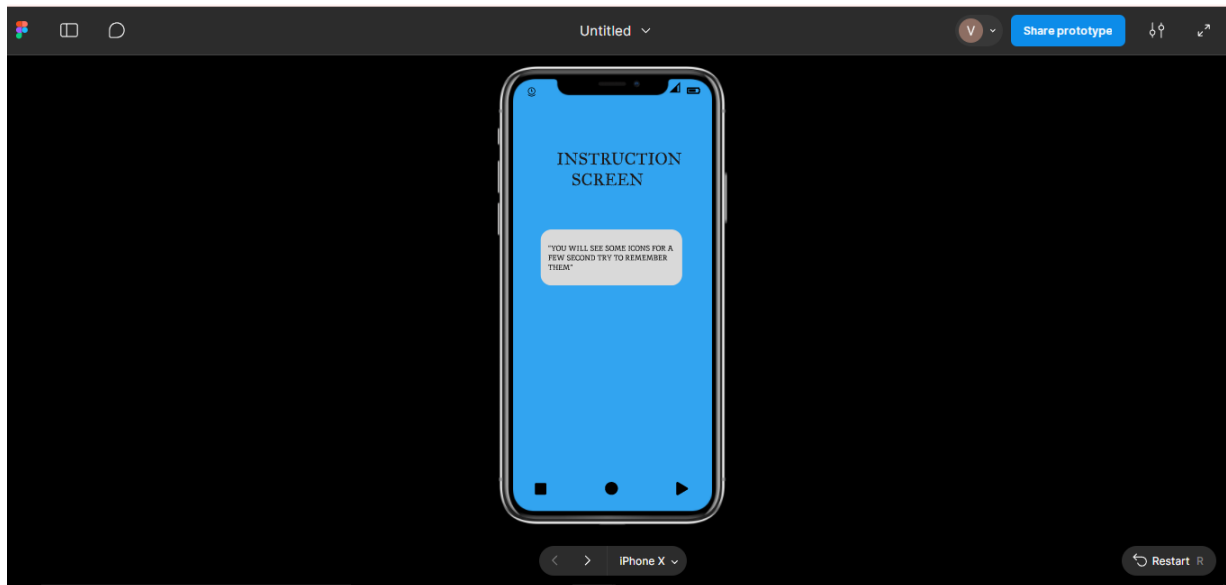 Untitled
V
Share prototype
INSTRUCTION
SCREEN
"YOU WILL SEE SOME ICONS FOR A
FEW SECOND TRY TO REMEMBER
THEM"
iPhone X
Restart R